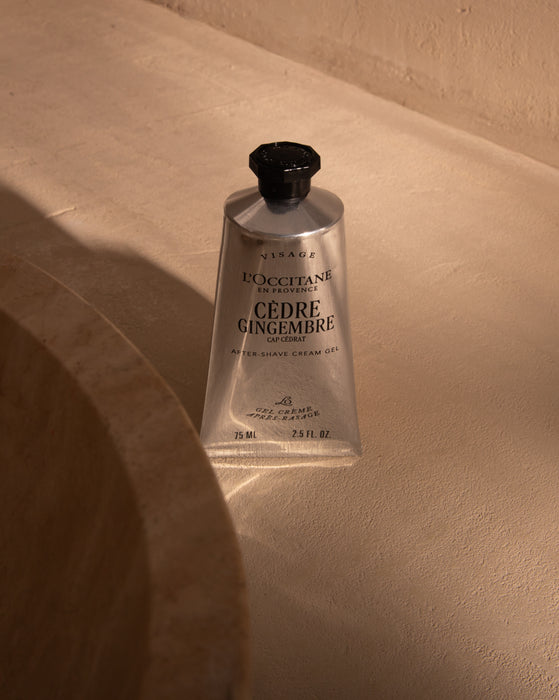 VISAGE
L'OCCITANE
EN PROVENCE
CÈDRE
GINGEMBRE
CAP CÉDRAT
AFTER-SHAVE CREAM GEL
GEL CRÈME
APRÈS-RASAGE
75 ML 2.5 FL. OZ.